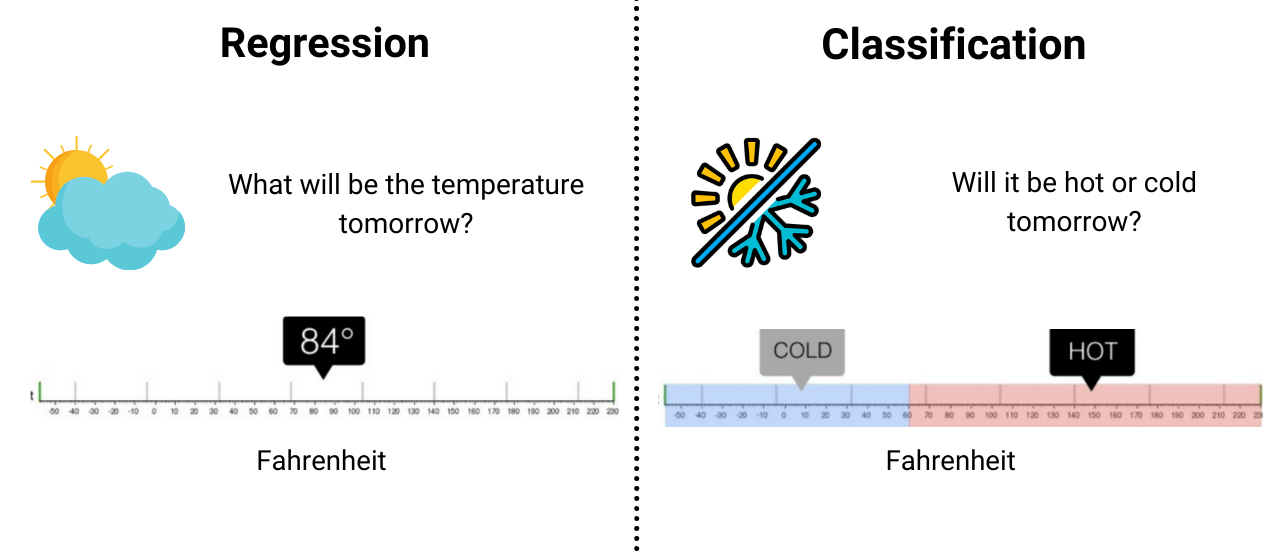 Regression
What will be the temperature
tomorrow?
84°
t
-50 -40 -30 -20 -10 0 10 20 30 40 50 60 70 80 90 100 110 120 130 140 150 160 170 180 190 200 210 220 230
Fahrenheit
Classification
Will it be hot or cold
tomorrow?
COLD
HOT
-50 -40 -30 -20 -10 0 10 20 30 40 50 60 70 80 90 100 110 120 130 140 150 160 170 180 190 200 210 220 23
Fahrenheit